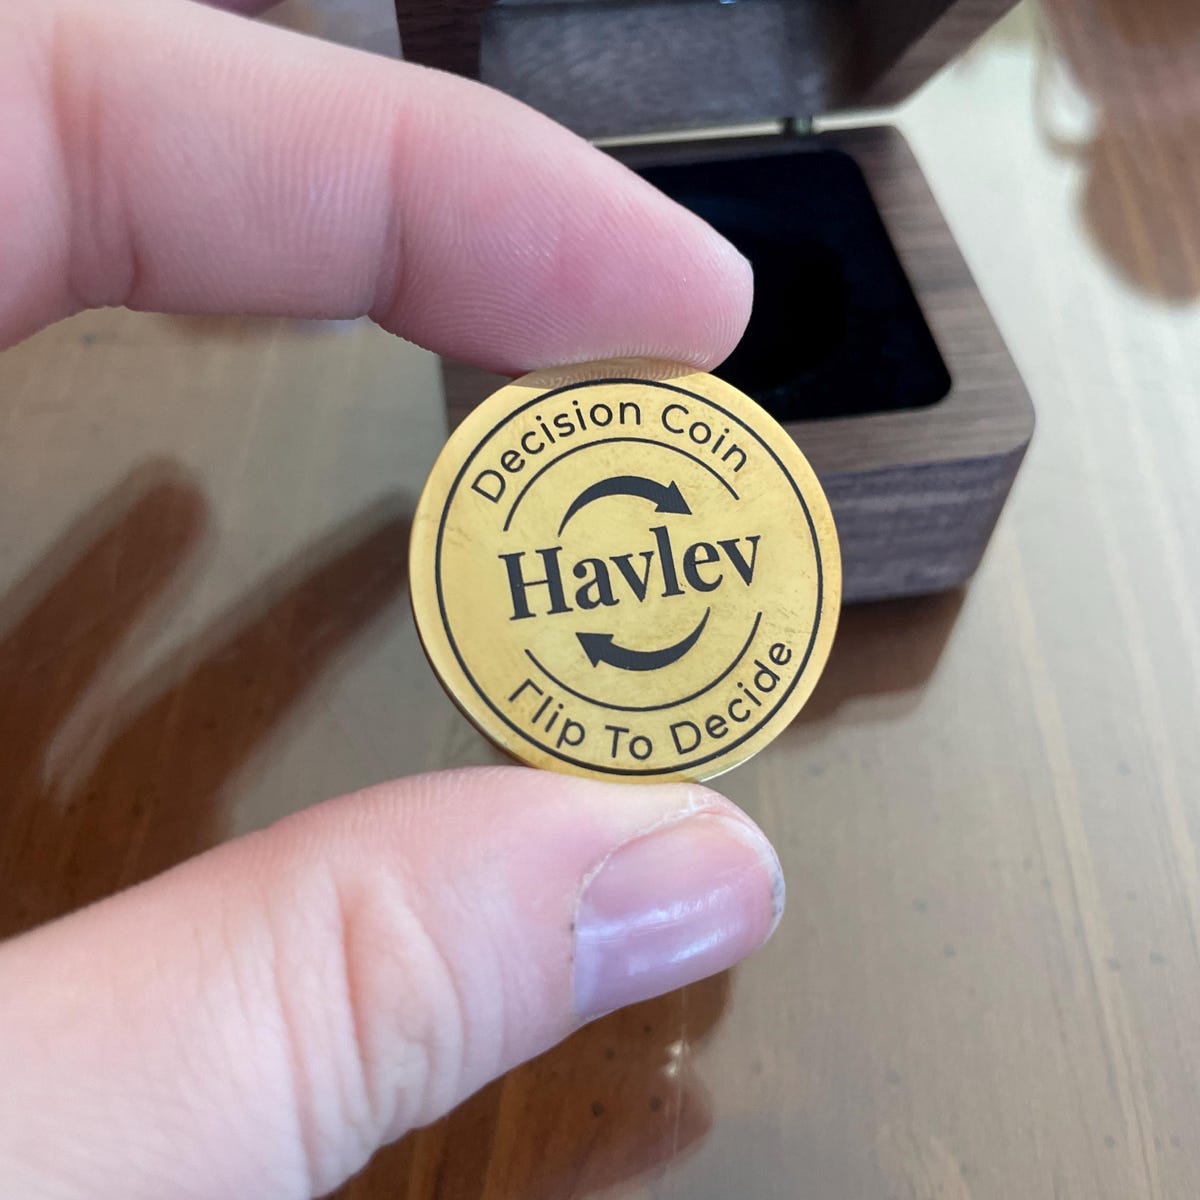 Decision Coin
Havlev
Flip To Decide